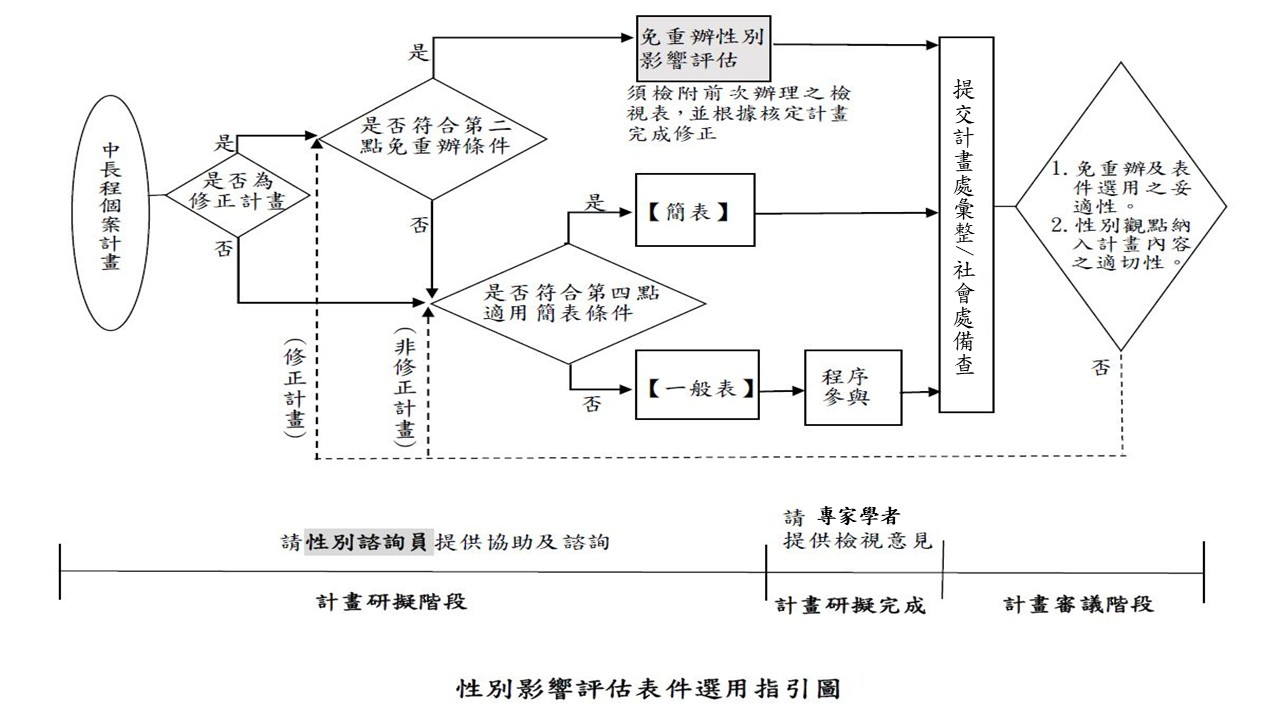 中長程個案計畫
是否為
修正計畫
是
否
是否符合第二
點免重辦條件
是
否
免重辦性別
影響評估
須檢附前次辦理之檢
視表，並根據核定計畫
完成修正
是否符合第四點
適用簡表條件
是
否
【簡表】
【一般表】
程序
參與
提交計畫處彙整/社會處備查
1. 免重辦及表
件選用之妥
適性。
2. 性別觀點納
入計畫內容
之適切性。
否
(修正計畫)
(非修正計畫)
請性別諮詢員提供協助及諮詢
請 專家學者
提供檢視意見
計畫研擬階段
計畫研擬完成
計畫審議階段
性別影響評估表件選用指引圖